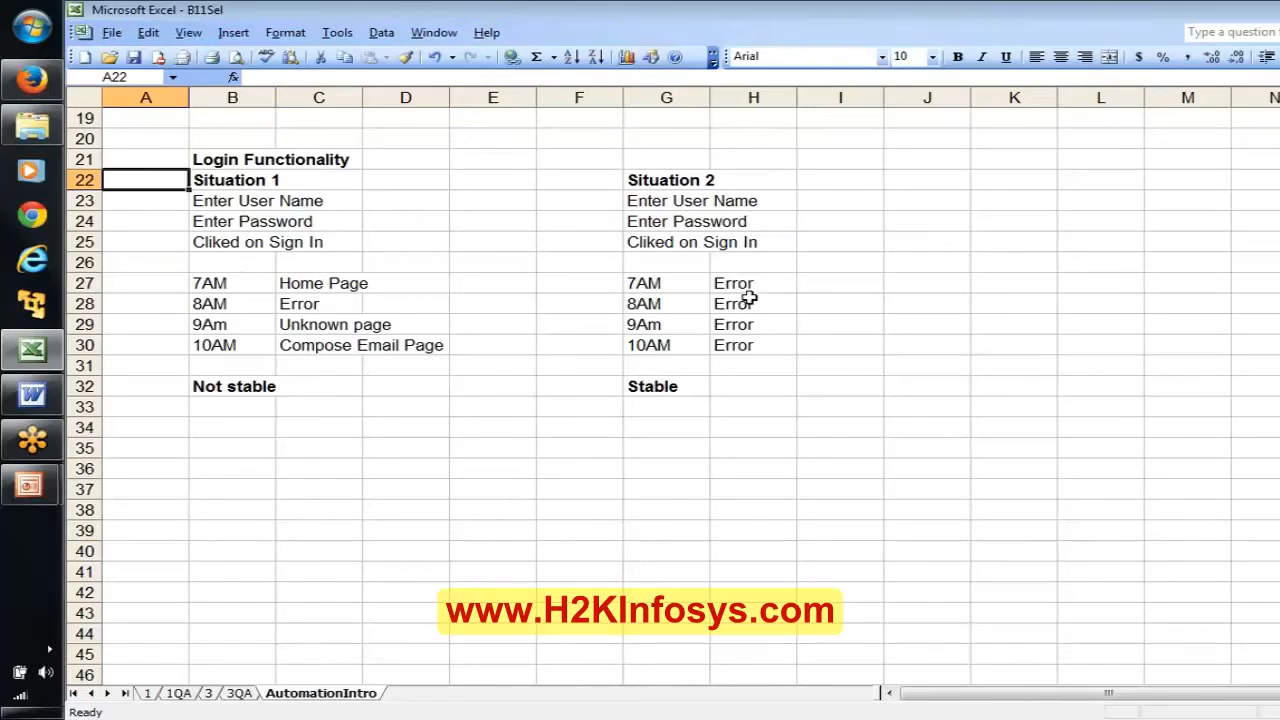 Microsoft Excel - B11Sel
File Edit View Insert Format Tools Data Window Help
Type a question
Arial 10 B I U $ % ,
A22 fx
A B C D E F G H I J K L M N
19
20
21 Login Functionality
22 Situation 1 Situation 2
23 Enter User Name Enter User Name
24 Enter Password Enter Password
25 Cliked on Sign In Cliked on Sign In
26
27 7AM Home Page 7AM Error
28 8AM Error 8AM Error
29 9Am Unknown page 9Am Error
30 10AM Compose Email Page 10AM Error
31
32 Not stable Stable
33
34
35
36
37
38
39
40
41
42
www.H2KInfosys.com
43
44
45
46
1 1QA 3 3QA AutomationIntro
Ready